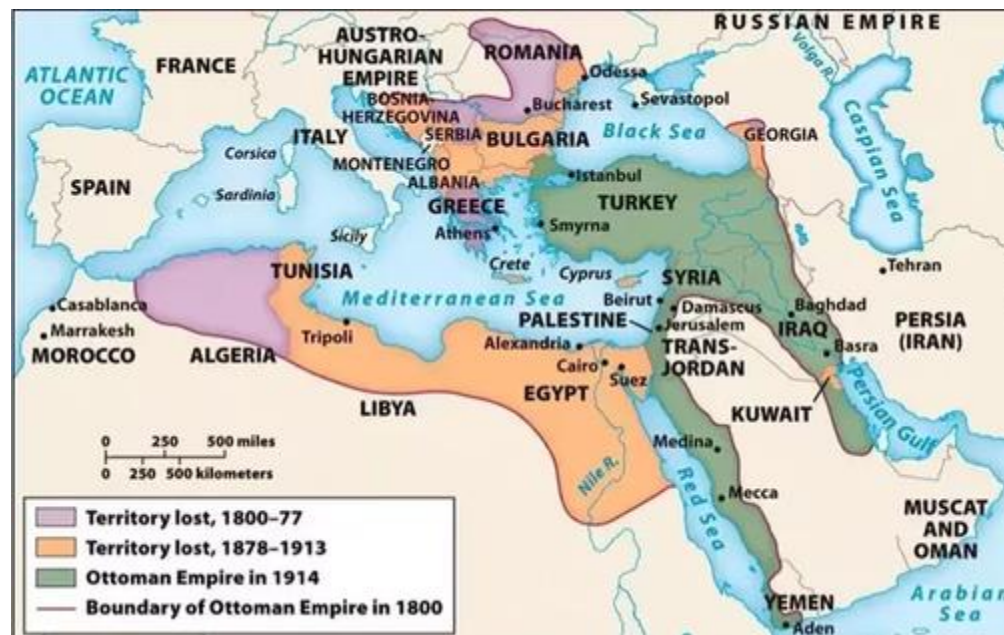 RUSSIAN EMPIRE
AUSTRO-
HUNGARIAN
EMPIRE
ROMANIA
Volga R.
FRANCE
ATLANTIC
OCEAN
Odessa
BOSNIA-
HERZEGOVINA
Bucharest
Sevastopol
Caspian Sea
ITALY
SERBIA
BULGARIA
Black Sea
GEORGIA
Corsica
MONTENEGRO
SPAIN
Sardinia
ALBANIA
Istanbul
GREECE
TURKEY
Athens
Smyrna
Sicily
Crete
Cyprus
TUNISIA
SYRIA
Tehran
Mediterranean Sea
Beirut
Damascus
Baghdad
Casablanca
Tripoli
PALESTINE
Jerusalem
IRAQ
PERSIA
(IRAN)
Marrakesh
MOROCCO
ALGERIA
Alexandria
TRANS-
JORDAN
Basra
Cairo
Suez
EGYPT
LIBYA
KUWAIT
Persian Gulf
0 250 500 miles
0 250 500 kilometers
Medina
Nile R.
Red Sea
Mecca
MUSCAT
AND
OMAN
Territory lost, 1800–77
Territory lost, 1878–1913
Ottoman Empire in 1914
Boundary of Ottoman Empire in 1800
YEMEN
Aden
Arabian
Sea